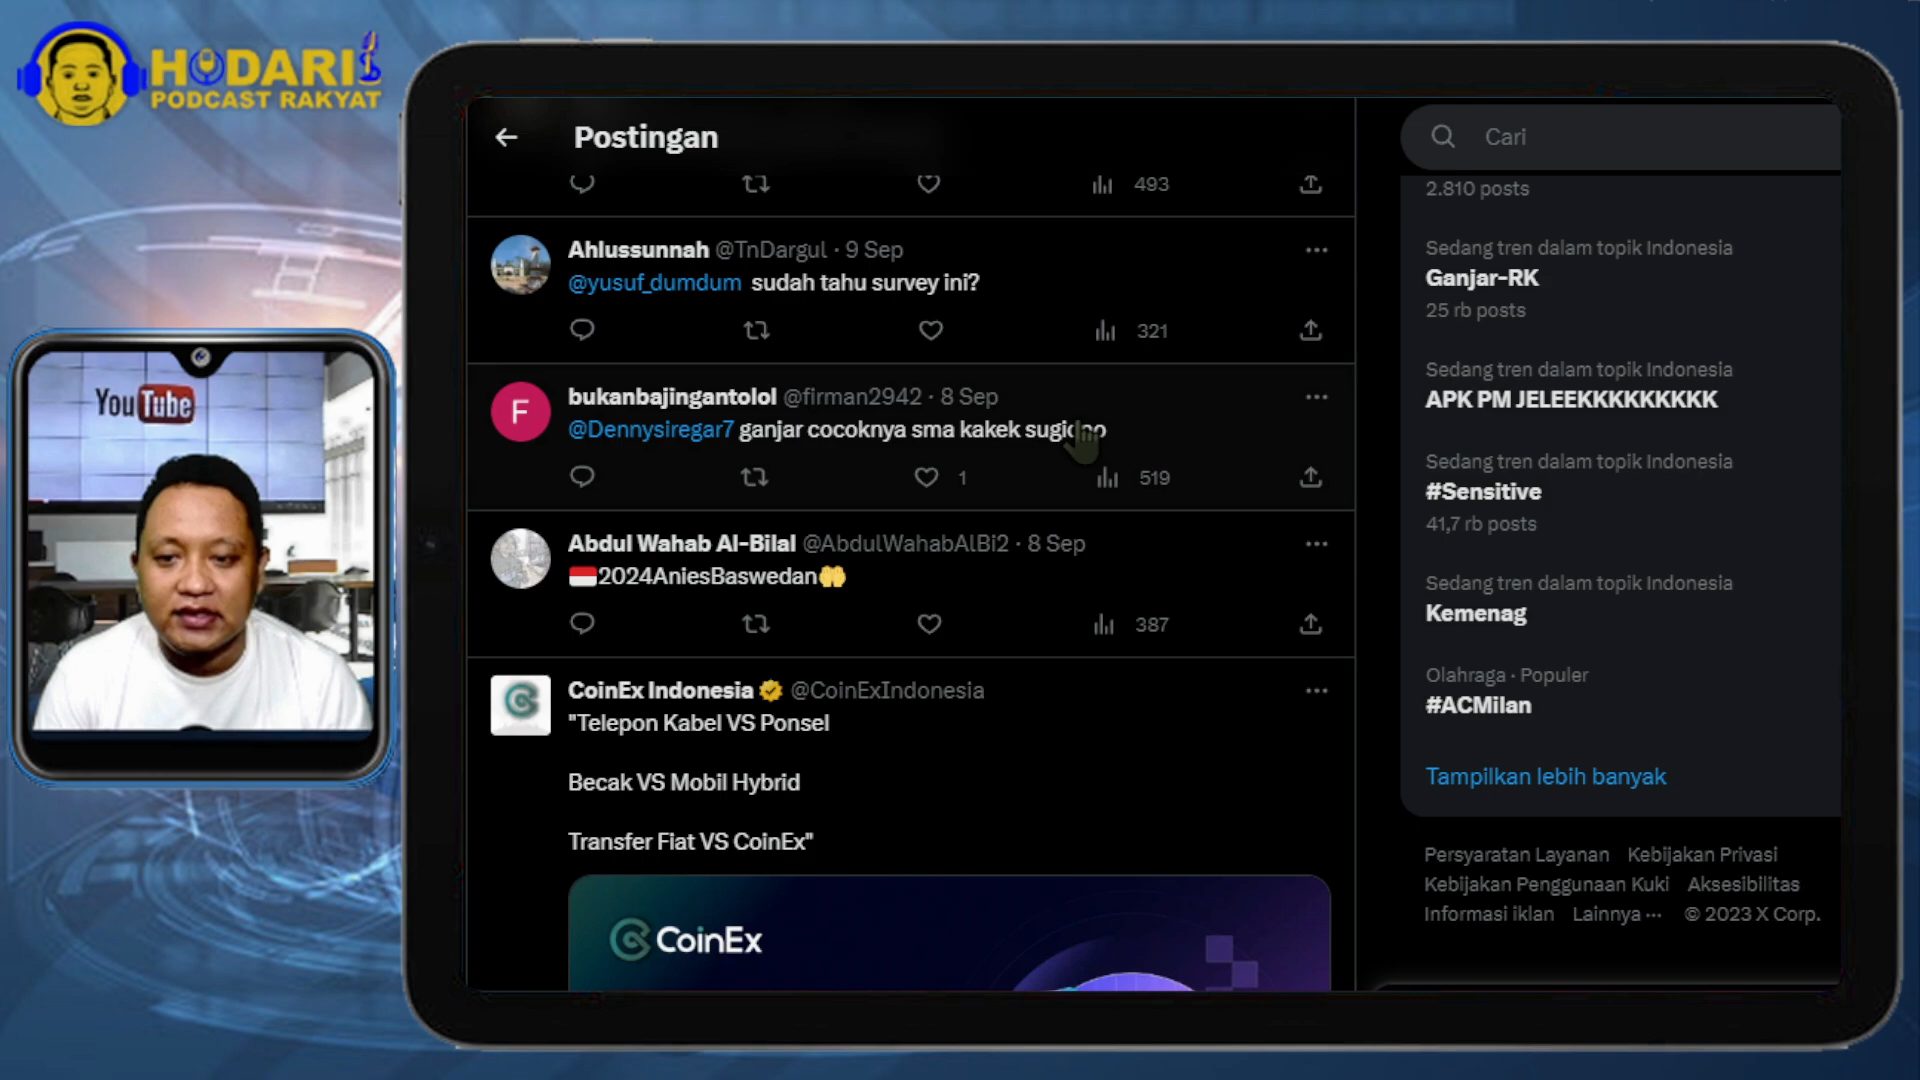 HODARI
PODCAST RAKYAT
YouTube
Postingan
493
Ahlussunnah @TnDargul · 9 Sep
@yusuf_dumdum sudah tahu survey ini?
321
F
bukanbajingantolol @firman2942 · 8 Sep
@Dennysiregar7 ganjar cocoknya sma kakek
1
519
Abdul Wahab Al-Bilal @AbdulWahabAlBi2 · 8 Sep
🇮🇩2024AniesBaswedan🤲
387
CoinEx Indonesia @CoinExIndonesia
"Telepon Kabel VS Ponsel
Becak VS Mobil Hybrid
Transfer Fiat VS CoinEx"
CoinEx
Cari
2.810 posts
Sedang tren dalam topik Indonesia
Ganjar-RK
25 rb posts
Sedang tren dalam topik Indonesia
APK PM JELEEKKKKKKKKK
Sedang tren dalam topik Indonesia
#Sensitive
41,7 rb posts
Sedang tren dalam topik Indonesia
Kemenag
Olahraga · Populer
#ACMilan
Tampilkan lebih banyak
Persyaratan Layanan Kebijakan Privasi
Kebijakan Penggunaan Kuki Aksesibilitas
Informasi iklan Lainnya ··· © 2023 X Corp.